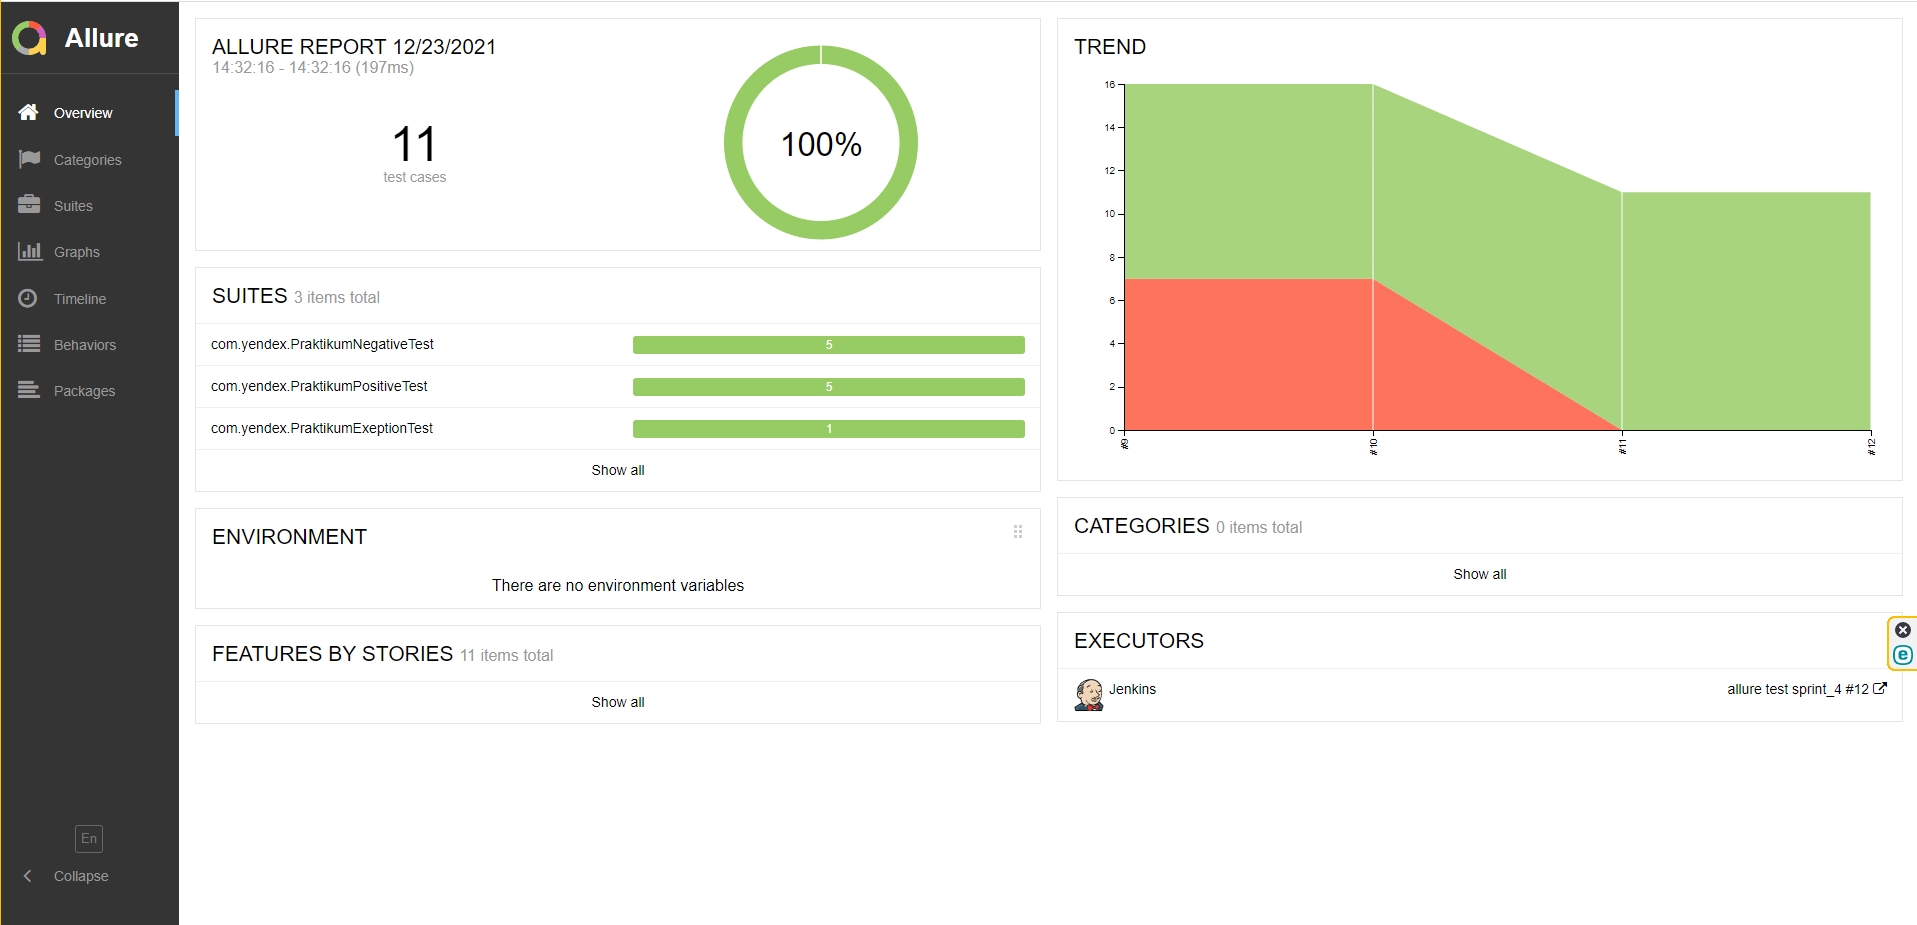 Allure
Overview
Categories
Suites
Graphs
Timeline
Behaviors
Packages
En
Collapse
ALLURE REPORT 12/23/2021
14:32:16 - 14:32:16 (197ms)
11
test cases
100%
SUITES 3 items total
com.yendex.PraktikumNegativeTest 5
com.yendex.PraktikumPositiveTest 5
com.yendex.PraktikumExeptionTest 1
Show all
ENVIRONMENT
There are no environment variables
FEATURES BY STORIES 11 items total
Show all
TREND
16
14
12
10
8
6
4
2
0
#9 #10 #11 #12
CATEGORIES 0 items total
Show all
EXECUTORS
Jenkins allure test sprint_4 #12